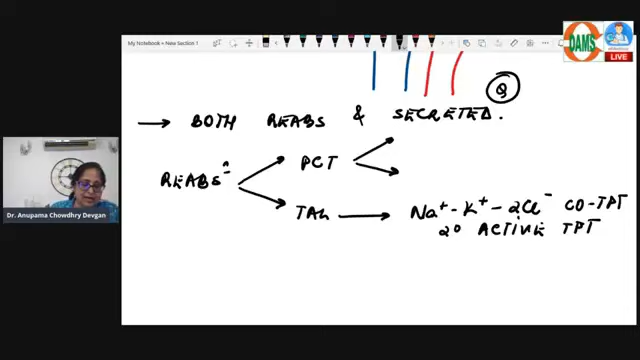 My Notebook > New Section 1
DAMS
LIVE
Q
→ BOTH REABS & SECRETED.
REABSⁿ
PCT
TAL → Na⁺-K⁺-2Cl⁻ CO-TPT
2° ACTIVE TPT
Dr. Anupama Chowdhry Devgan